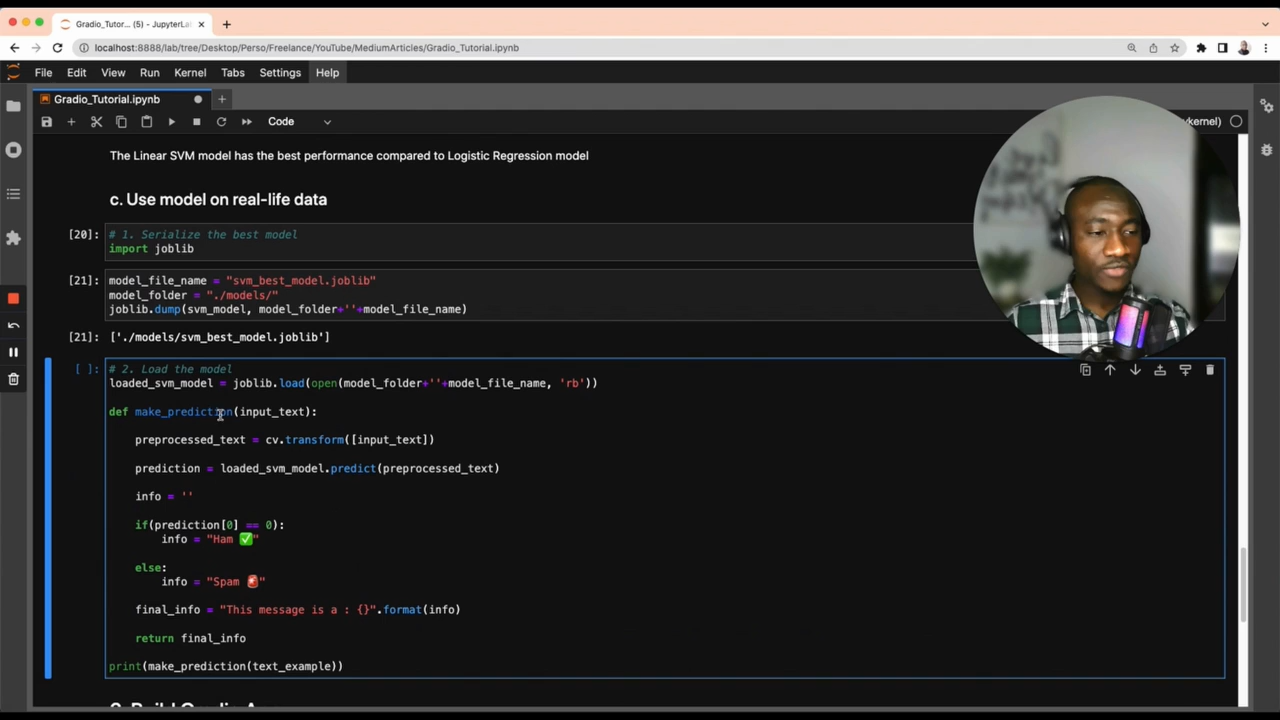 Gradio_Tutor... (5) - JupyterLa
localhost:8888/lab/tree/Desktop/Perso/Freelance/YouTube/MediumArticles/Gradio_Tutorial.ipynb
File Edit View Run Kernel Tabs Settings Help
Gradio_Tutorial.ipynb
Code
ykernel)
The Linear SVM model has the best performance compared to Logistic Regression model
c. Use model on real-life data
[20]: # 1. Serialize the best model
import joblib
[21]: model_file_name = "svm_best_model.joblib"
model_folder = "./models/"
joblib.dump(svm_model, model_folder+''+model_file_name)
[21]: ['./models/svm_best_model.joblib']
[ ]: # 2. Load the model
loaded_svm_model = joblib.load(open(model_folder+''+model_file_name, 'rb'))
def make_prediction(input_text):
preprocessed_text = cv.transform([input_text])
prediction = loaded_svm_model.predict(preprocessed_text)
info = ''
if(prediction[0] == 0):
info = "Ham ✅"
else:
info = "Spam 🚨"
final_info = "This message is a : {}".format(info)
return final_info
print(make_prediction(text_example))